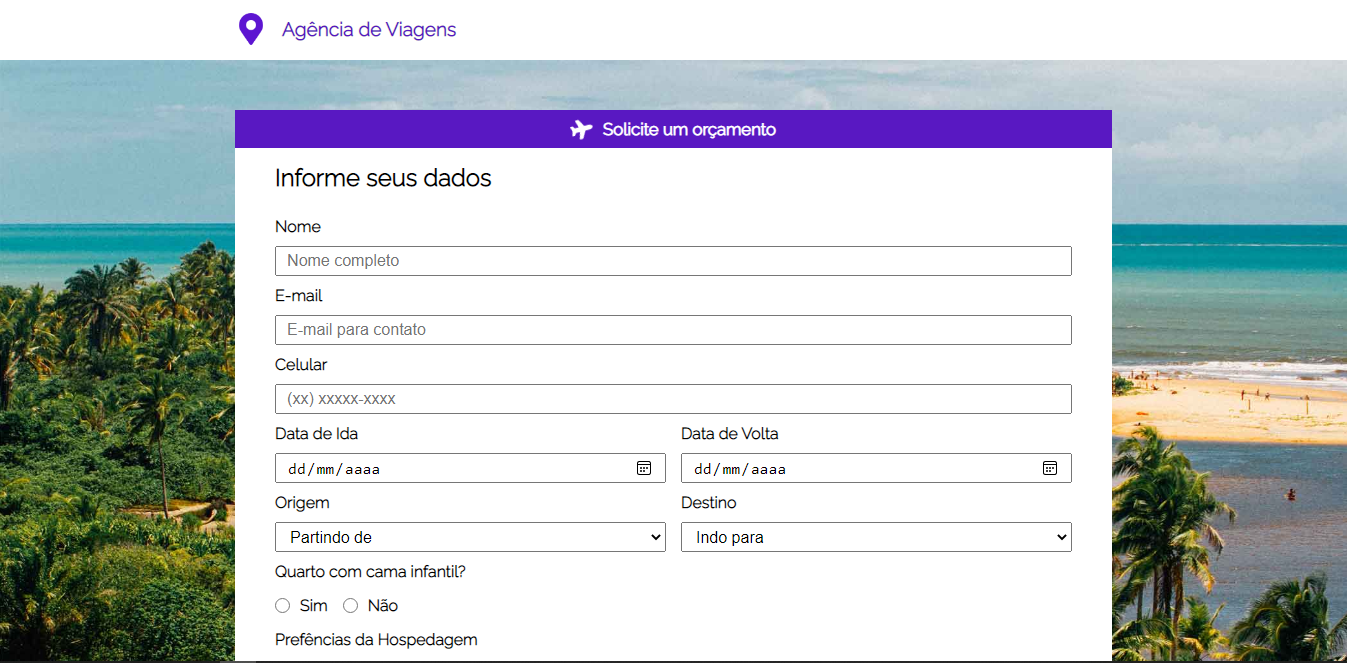 Agência de Viagens
Solicite um orçamento
Informe seus dados
Nome
Nome completo
E-mail
E-mail para contato
Celular
(xx) xxxxx-xxxx
Data de Ida
Data de Volta
dd/mm/aaaa
dd/mm/aaaa
Origem
Destino
Partindo de
Indo para
Quarto com cama infantil?
Sim
Não
Prefências da Hospedagem